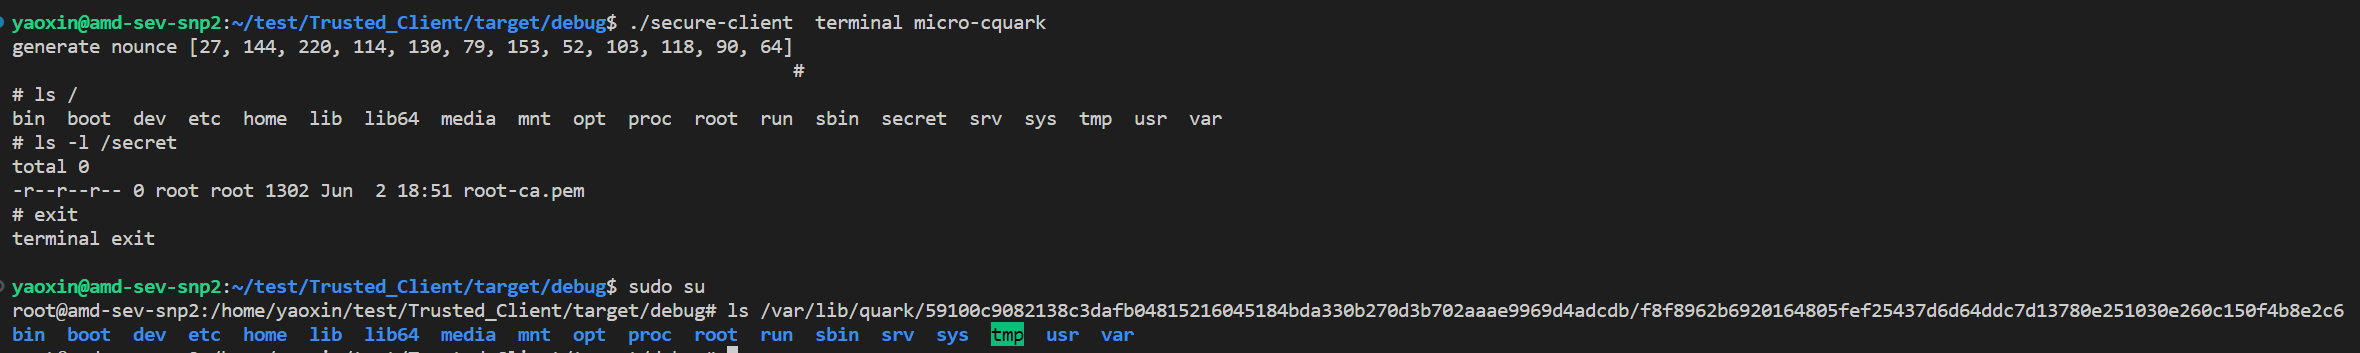 yaoxin@amd-sev-snp2:~/test/Trusted_Client/target/debug$ ./secure-client  terminal micro-cquark
generate nounce [27, 144, 220, 114, 130, 79, 153, 52, 103, 118, 90, 64]
#
# ls /
bin  boot  dev  etc  home  lib  lib64  media  mnt  opt  proc  root  run  sbin  secret  srv  sys  tmp  usr  var
# ls -l /secret
total 0
-r--r--r-- 0 root root 1302 Jun  2 18:51 root-ca.pem
# exit
terminal exit
yaoxin@amd-sev-snp2:~/test/Trusted_Client/target/debug$ sudo su
root@amd-sev-snp2:/home/yaoxin/test/Trusted_Client/target/debug# ls /var/lib/quark/59100c9082138c3dafb04815216045184bda330b270d3b702aaae9969d4adcdb/f8f8962b6920164805fef25437d6d64ddc7d13780e251030e260c150f4b8e2c6
bin  boot  dev  etc  home  lib  lib64  media  mnt  opt  proc  root  run  sbin  srv  sys  tmp  usr  var